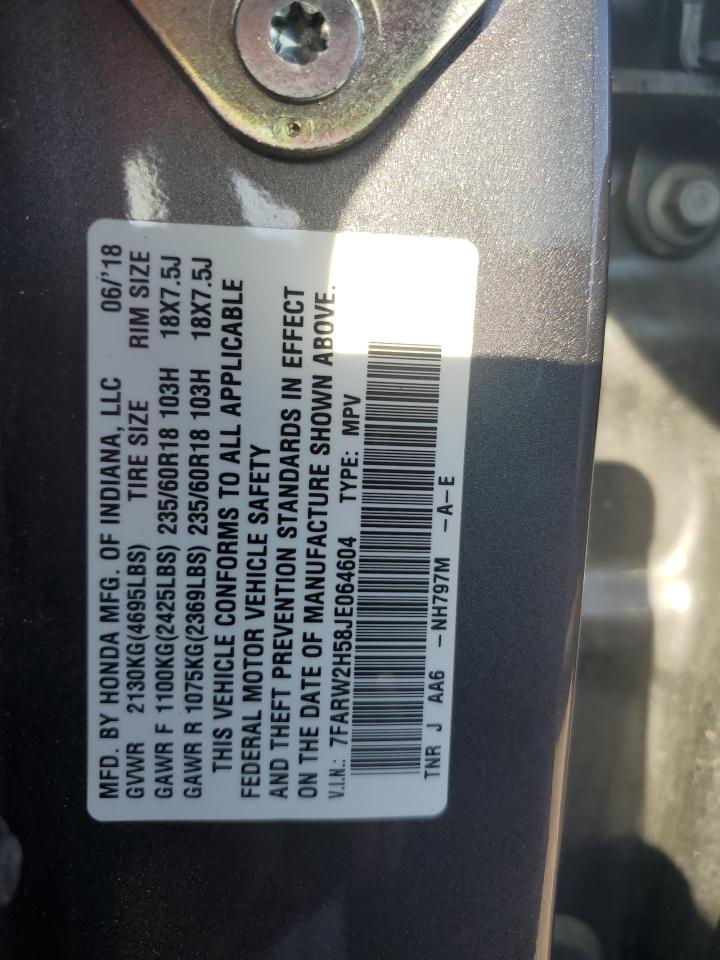 MFD. BY HONDA MFG. OF INDIANA, LLC 06/'18
GVWR 2130KG(4695LBS) TIRE SIZE RIM SIZE
GAWR F 1100KG(2425LBS) 235/60R18 103H 18X7.5J
GAWR R 1075KG(2369LBS) 235/60R18 103H 18X7.5J
THIS VEHICLE CONFORMS TO ALL APPLICABLE
FEDERAL MOTOR VEHICLE SAFETY
AND THEFT PREVENTION STANDARDS IN EFFECT
ON THE DATE OF MANUFACTURE SHOWN ABOVE.
V.I.N.: 7FARW2H58JE064604 TYPE: MPV
TNR J AA6 -NH797M -A-E